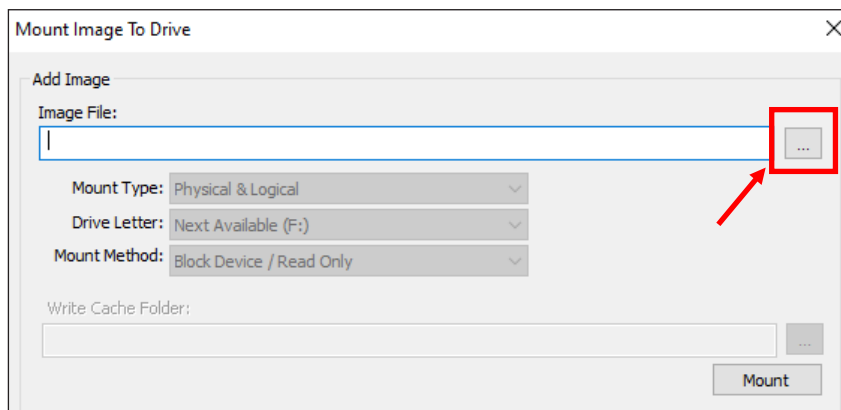 Mount Image To Drive
Add Image
Image File:
...
Mount Type: Physical & Logical
Drive Letter: Next Available (F:)
Mount Method: Block Device / Read Only
Write Cache Folder:
...
Mount